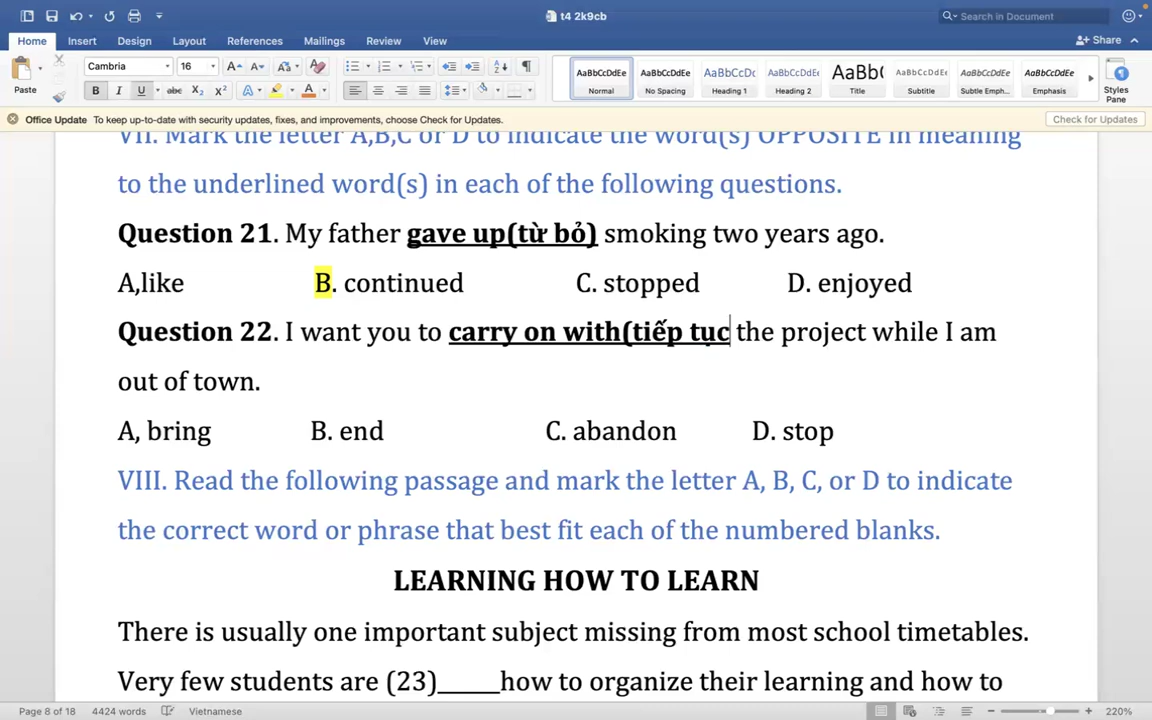 t4 2k9cb
Search in Document
Home Insert Design Layout References Mailings Review View
Share
Paste
Cambria 16
B I U abc X₂ X²
AaBbCcDdEe AaBbCcDdEe AaBbCcDc AaBbCcDdEe AaBbC AaBbCcDdEe AaBbCcDdEe AaBbCcDdEe
Normal No Spacing Heading 1 Heading 2 Title Subtitle Subtle Emph... Emphasis
Styles
Pane
Office Update To keep up-to-date with security updates, fixes, and improvements, choose Check for Updates. Check for Updates
VII. Mark the letter A,B,C or D to indicate the word(s) OPPOSITE in meaning
to the underlined word(s) in each of the following questions.
Question 21. My father gave up(từ bỏ) smoking two years ago.
A,like B. continued C. stopped D. enjoyed
Question 22. I want you to carry on with(tiếp tục the project while I am
out of town.
A, bring B. end C. abandon D. stop
VIII. Read the following passage and mark the letter A, B, C, or D to indicate
the correct word or phrase that best fit each of the numbered blanks.
LEARNING HOW TO LEARN
There is usually one important subject missing from most school timetables.
Very few students are (23)_____how to organize their learning and how to
Page 8 of 18 4424 words Vietnamese 220%